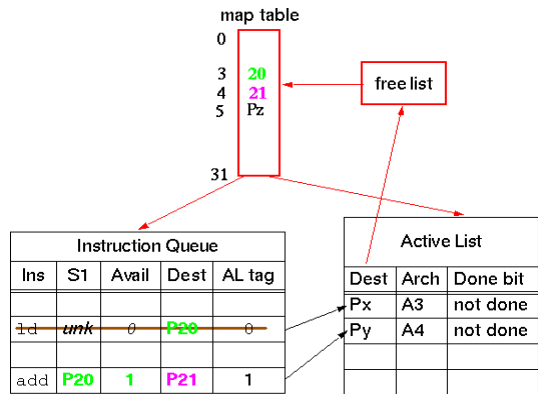 map table
0
3 20
4 21
5 Pz
31
free list
Instruction Queue
Ins S1 Avail Dest AL tag
ld unk 0 P20 0
add P20 1 P21 1
Active List
Dest Arch Done bit
Px A3 not done
Py A4 not done